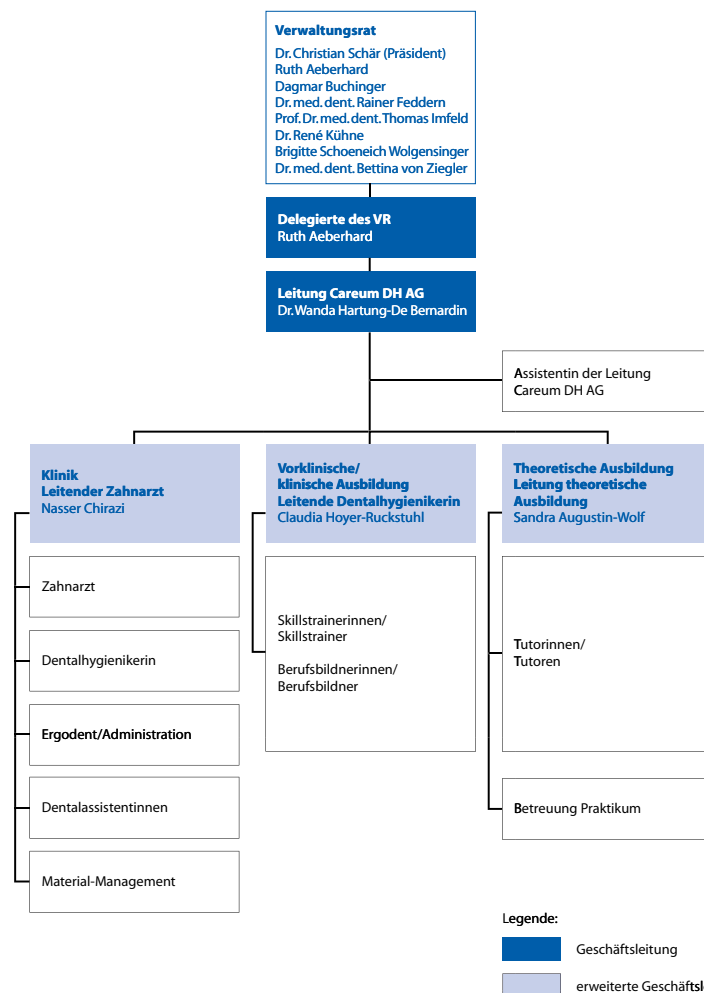 Verwaltungsrat
Dr. Christian Schär (Präsident)
Ruth Aeberhard
Dagmar Buchinger
Dr. med. dent. Rainer Feddern
Prof. Dr. med. dent. Thomas Imfeld
Dr. René Kühne
Brigitte Schoeneich Wolgensinger
Dr. med. dent. Bettina von Ziegler
Delegierte des VR
Ruth Aeberhard
Leitung Careum DH AG
Dr. Wanda Hartung-De Bernardin
Assistentin der Leitung
Careum DH AG
Klinik
Leitender Zahnarzt
Nasser Chirazi
Zahnarzt
Dentalhygienikerin
Ergodent/Administration
Dentalassistentinnen
Material-Management
Vorklinische/
klinische Ausbildung
Leitende Dentalhygienikerin
Claudia Hoyer-Ruckstuhl
Skillstrainerinnen/
Skillstrainer
Berufsbildnerinnen/
Berufsbildner
Theoretische Ausbildung
Leitung theoretische
Ausbildung
Sandra Augustin-Wolf
Tutorinnen/
Tutoren
Betreuung Praktikum
Legende:
Geschäftsleitung
erweiterte